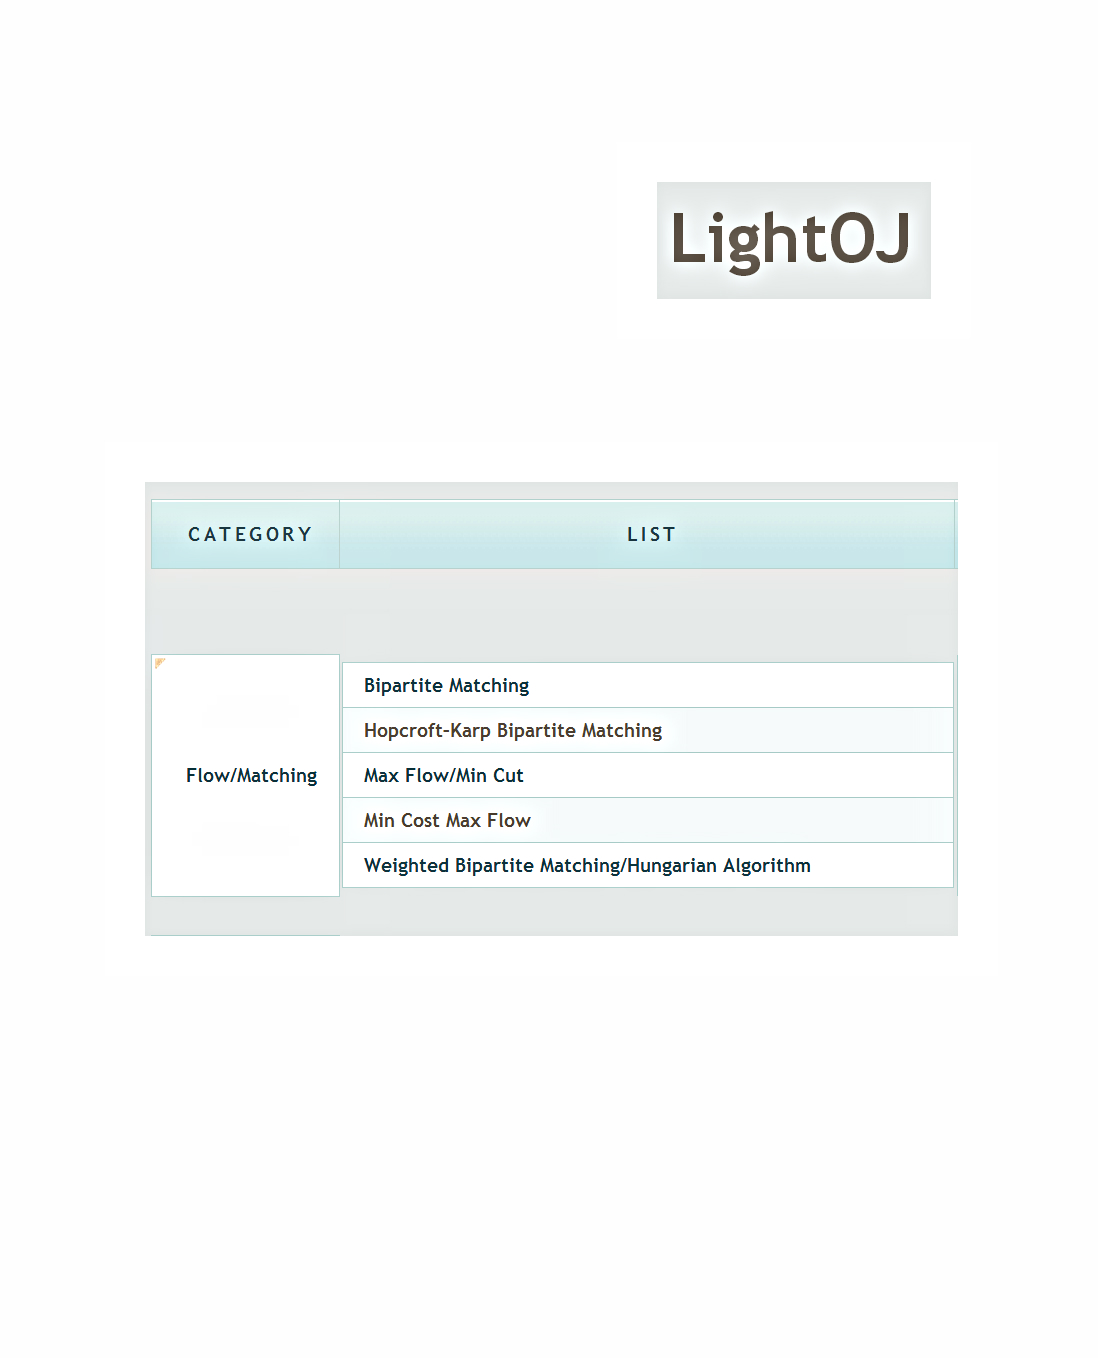 LightOJ
CATEGORY LIST
Bipartite Matching
Hopcroft-Karp Bipartite Matching
Flow/Matching Max Flow/Min Cut
Min Cost Max Flow
Weighted Bipartite Matching/Hungarian Algorithm